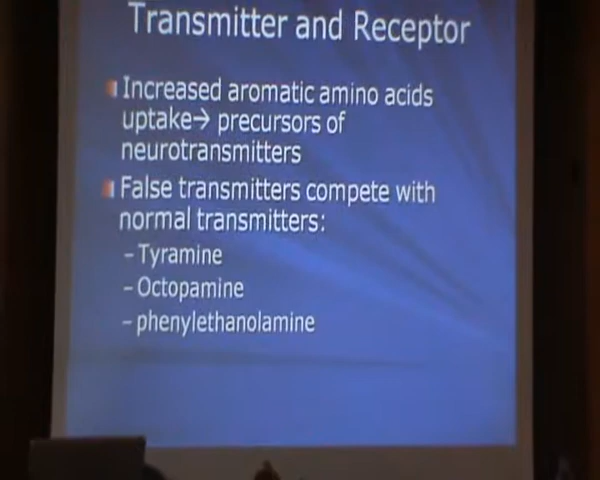 Transmitter and Receptor
Increased aromatic amino acids
uptake→ precursors of
neurotransmitters
False transmitters compete with
normal transmitters:
– Tyramine
– Octopamine
– phenylethanolamine